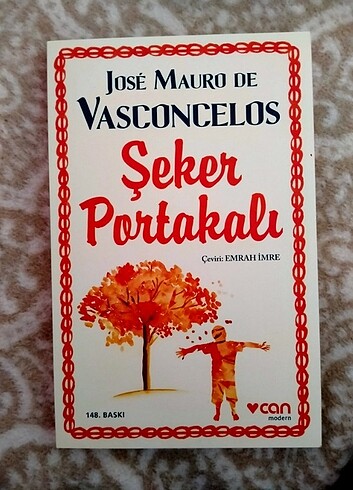 JOSÉ MAURO DE
VASCONCELOS
Şeker
Portakalı
Çeviri: EMRAH İMRE
148. BASKI
can
modern